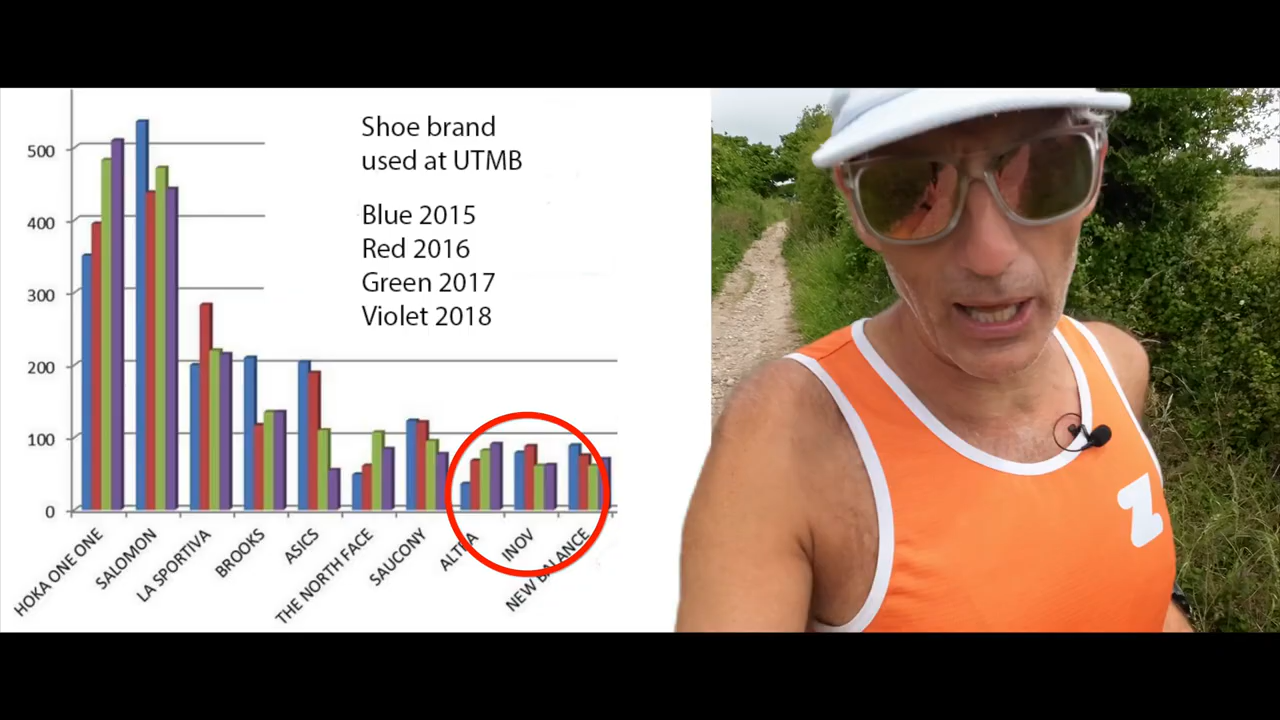 Shoe brand
used at UTMB
Blue 2015
Red 2016
Green 2017
Violet 2018
500
400
300
200
100
0
HOKA ONE ONE
SALOMON
LA SPORTIVA
BROOKS
ASICS
THE NORTH FACE
SAUCONY
ALTRA
INOV
NEW BALANCE
Z